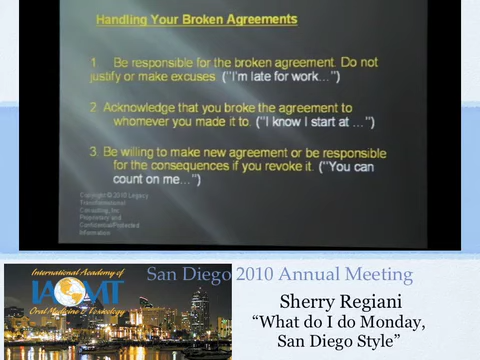 Handling Your Broken Agreements
1 Be responsible for the broken agreement. Do not
justify or make excuses. ("I'm late for work…")
2. Acknowledge that you broke the agreement to
whomever you made it to. ("I know I start at …")
3. Be willing to make new agreement or be responsible
for the consequences if you revoke it. ("You can
count on me…")
Copyright © 2010 Legacy
Transformational
Consulting, Inc.
Proprietary and
Confidential/Protected
Information
International Academy of
IAOMT
Oral Medicine & Toxicology
San Diego 2010 Annual Meeting
Sherry Regiani
"What do I do Monday,
San Diego Style"